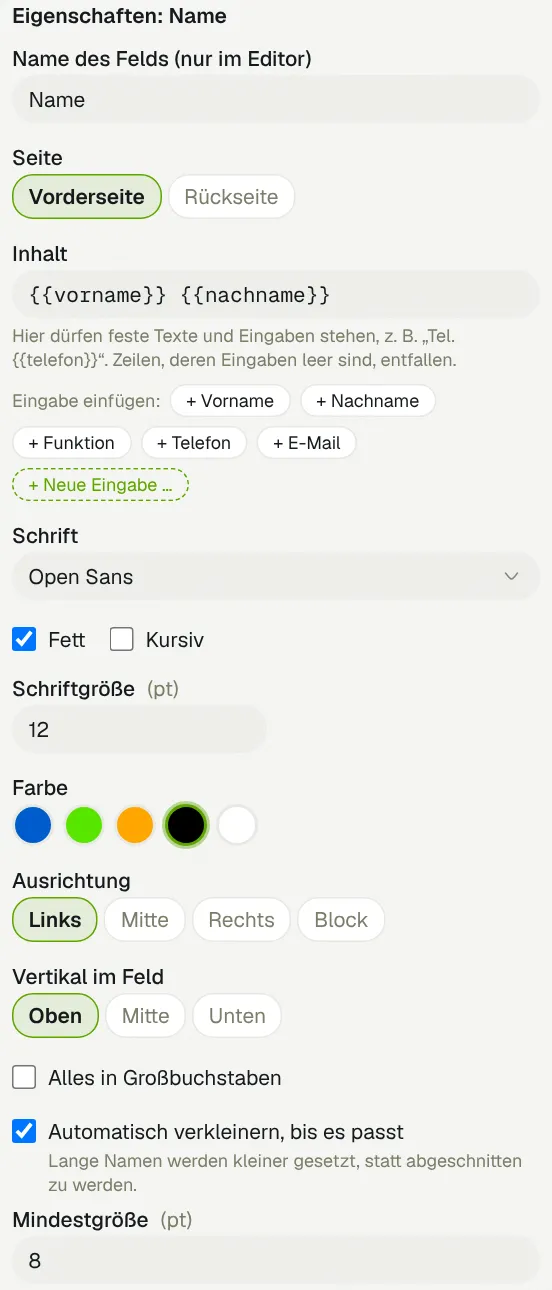 Eigenschaften: Name
Name des Felds (nur im Editor)
Name
Seite
Vorderseite Rückseite
Inhalt
{{vorname}} {{nachname}}
Hier dürfen feste Texte und Eingaben stehen, z. B. „Tel.
{{telefon}}“. Zeilen, deren Eingaben leer sind, entfallen.
Eingabe einfügen: + Vorname + Nachname
+ Funktion + Telefon + E-Mail
+ Neue Eingabe ...
Schrift
Open Sans
Fett Kursiv
Schriftgröße (pt)
12
Farbe
Ausrichtung
Links Mitte Rechts Block
Vertikal im Feld
Oben Mitte Unten
Alles in Großbuchstaben
Automatisch verkleinern, bis es passt
Lange Namen werden kleiner gesetzt, statt abgeschnitten
zu werden.
Mindestgröße (pt)
8